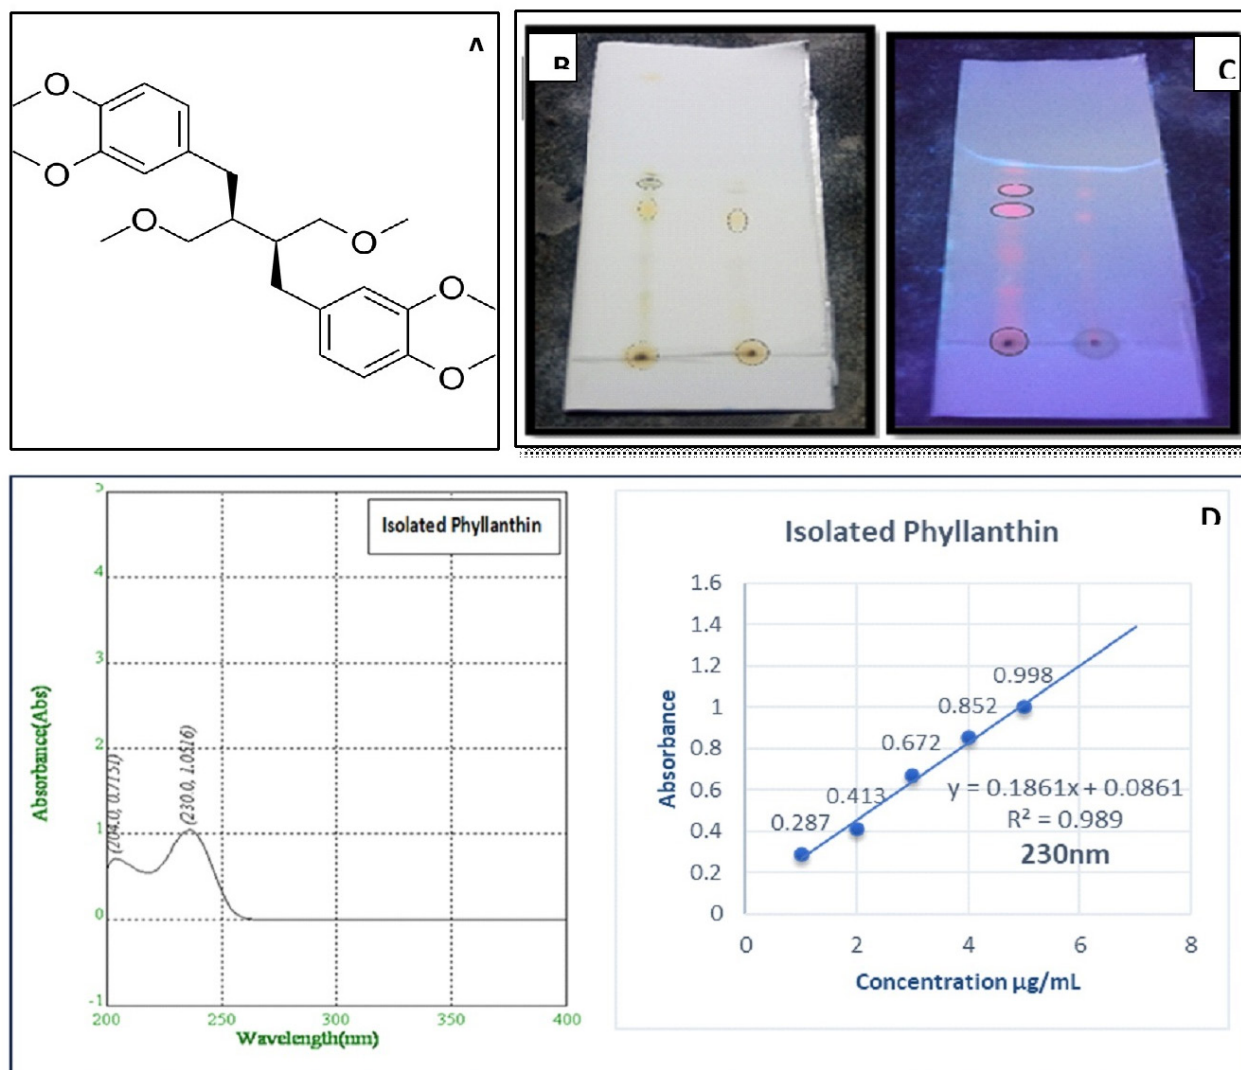 A
O
O
O
O
O
O
B
C
Isolated Phyllanthin
5
4
3
2
1
0
-1
Absorbance(Abs)
(204.0, 0.7151)
(230.0, 1.0516)
200 250 300 350 400
Wavelength(nm)
D
Isolated Phyllanthin
1.6
1.4
1.2
1
0.8
0.6
0.4
0.2
0
Absorbance
0.998
0.852
0.672
0.413
0.287
y = 0.1861x + 0.0861
R² = 0.989
230nm
0 2 4 6 8
Concentration µg/mL